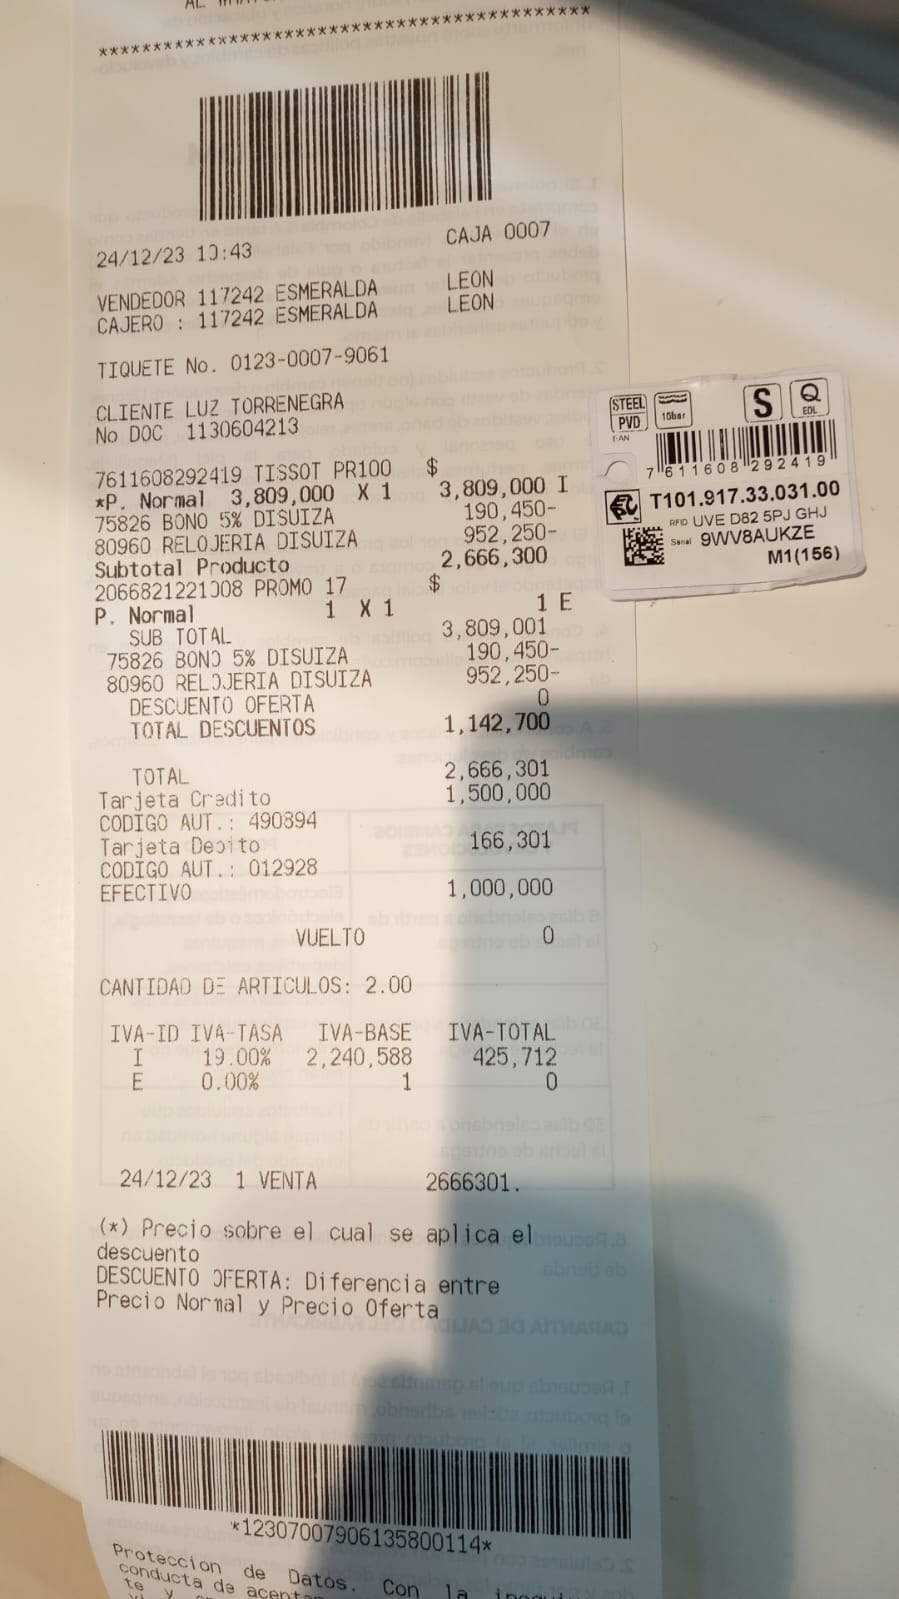 ******************************************
24/12/23 10:43 CAJA 0007
VENDEDOR 117242 ESMERALDA LEON
CAJERO : 117242 ESMERALDA LEON
TIQUETE No. 0123-0007-9061
CLIENTE LUZ TORRENEGRA
No DOC 1130604213
7611608292419 TISSOT PR100 $
*P. Normal 3,809,000 X 1 3,809,000 I
75826 BONO 5% DISUIZA 190,450-
80960 RELOJERIA DISUIZA 952,250-
Subtotal Producto 2,666,300
2066821221008 PROMO 17 $
P. Normal 1 X 1 1 E
SUB TOTAL 3,809,001
75826 BONO 5% DISUIZA 190,450-
80960 RELOJERIA DISUIZA 952,250-
DESCUENTO OFERTA 0
TOTAL DESCUENTOS 1,142,700
TOTAL 2,666,301
Tarjeta Credito 1,500,000
CODIGO AUT.: 490894
Tarjeta Debito 166,301
CODIGO AUT.: 012928
EFECTIVO 1,000,000
VUELTO 0
CANTIDAD DE ARTICULOS: 2.00
IVA-ID IVA-TASA IVA-BASE IVA-TOTAL
I 19.00% 2,240,588 425,712
E 0.00% 1 0
24/12/23 1 VENTA 2666301.
(*) Precio sobre el cual se aplica el
descuento
DESCUENTO OFERTA: Diferencia entre
Precio Normal y Precio Oferta
*12307007906135800114*
Proteccion de Datos. Con la
conducta de
te y
STEEL
PVD
10bar
S
Q
EOL
EAN
7 611608 292419
T101.917.33.031.00
RFID UVE D82 5PJ GHJ
Serial 9WV8AUKZE
M1(156)